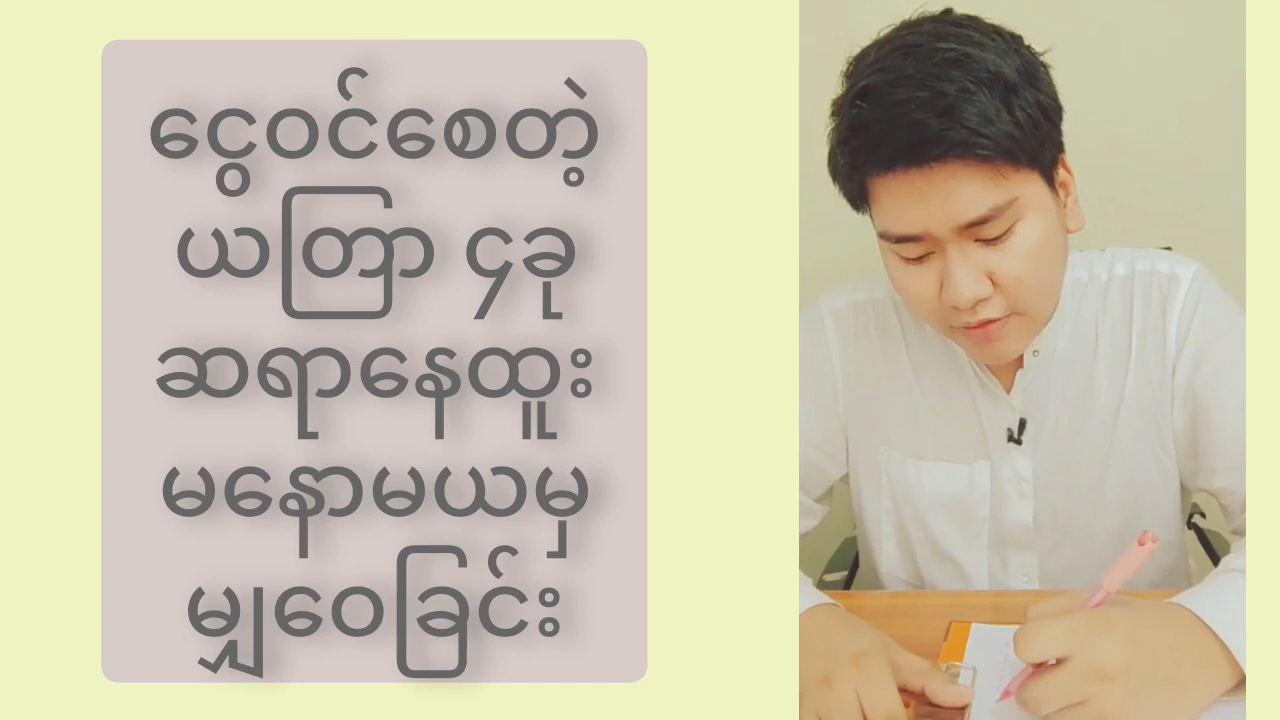 ငွေဝင်စေတဲ့
ယတြာ ၄ခု
ဆရာနေထူး
မနောမယမှ
မျှဝေခြင်း